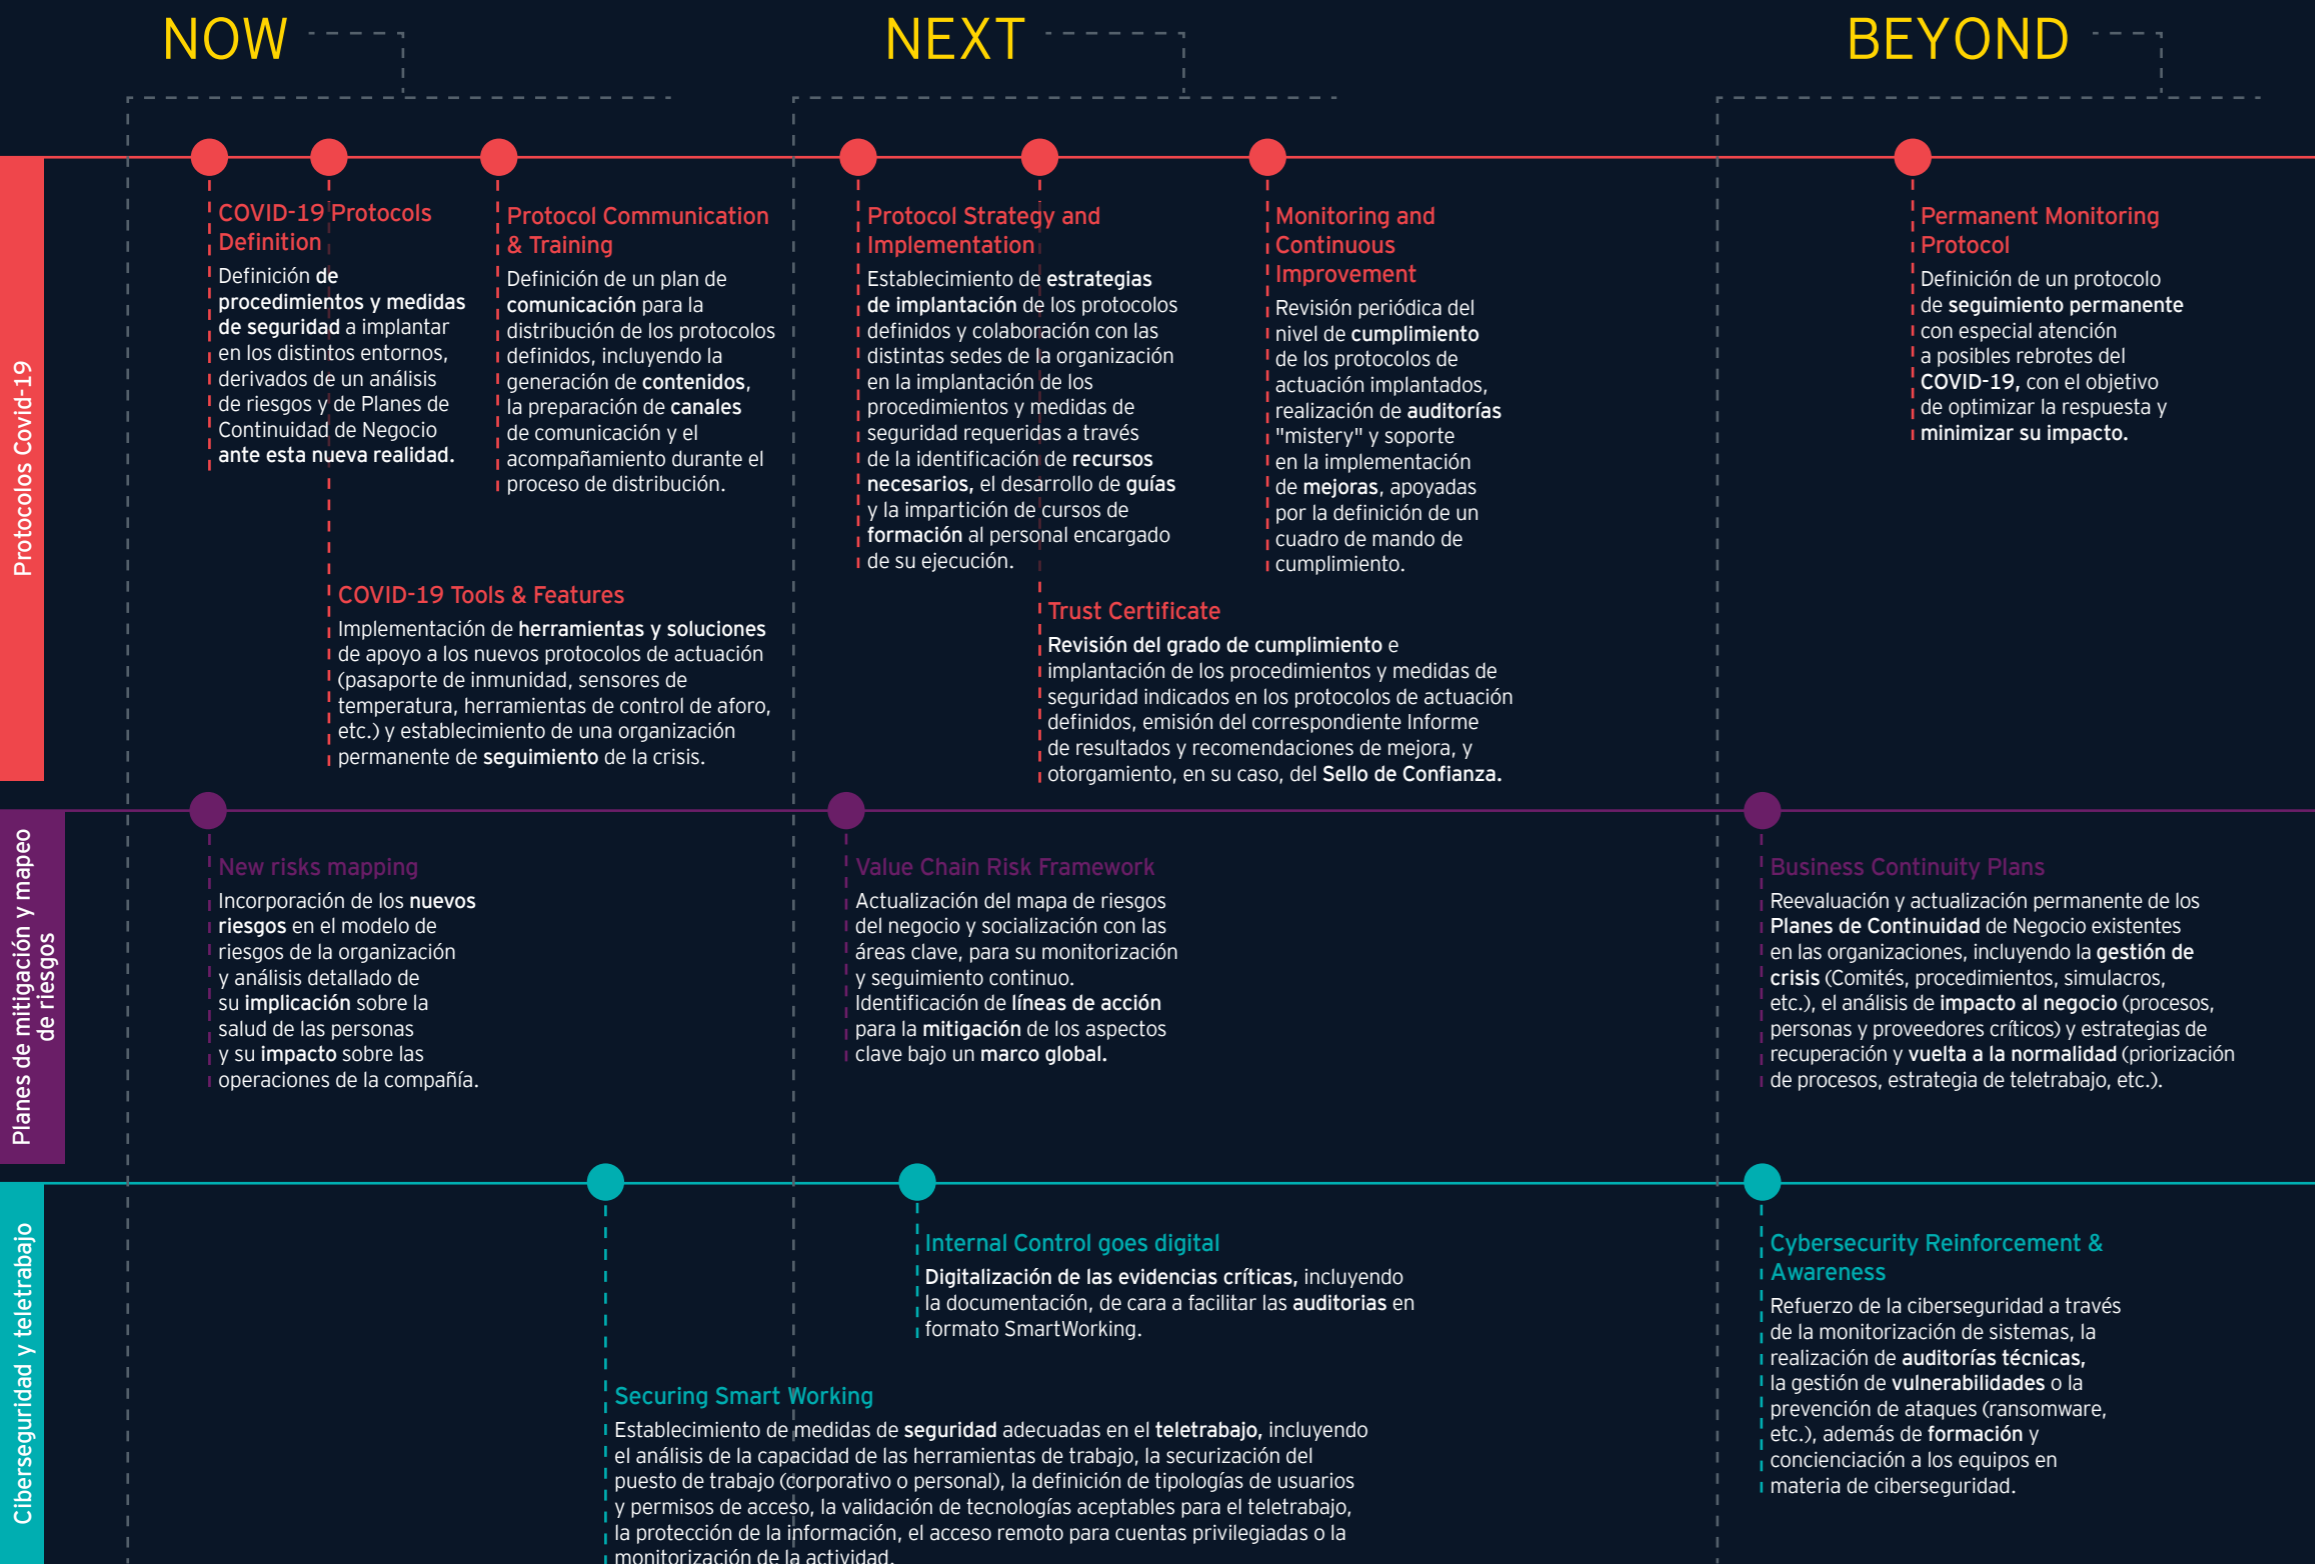 NOW
NEXT
BEYOND
Protocolos Covid-19
COVID-19 Protocols
Definition
Definición de
procedimientos y medidas
de seguridad a implantar
en los distintos entornos,
derivados de un análisis
de riesgos y de Planes de
Continuidad de Negocio
ante esta nueva realidad.
Protocol Communication
& Training
Definición de un plan de
comunicación para la
distribución de los protocolos
definidos, incluyendo la
generación de contenidos,
la preparación de canales
de comunicación y el
acompañamiento durante el
proceso de distribución.
COVID-19 Tools & Features
Implementación de herramientas y soluciones
de apoyo a los nuevos protocolos de actuación
(pasaporte de inmunidad, sensores de
temperatura, herramientas de control de aforo,
etc.) y establecimiento de una organización
permanente de seguimiento de la crisis.
Protocol Strategy and
Implementation
Establecimiento de estrategias
de implantación de los protocolos
definidos y colaboración con las
distintas sedes de la organización
en la implantación de los
procedimientos y medidas de
seguridad requeridas a través
de la identificación de recursos
necesarios, el desarrollo de guías
y la impartición de cursos de
formación al personal encargado
de su ejecución.
Monitoring and
Continuous
Improvement
Revisión periódica del
nivel de cumplimiento
de los protocolos de
actuación implantados,
realización de auditorías
"mistery" y soporte
en la implementación
de mejoras, apoyadas
por la definición de un
cuadro de mando de
cumplimiento.
Trust Certificate
Revisión del grado de cumplimiento e
implantación de los procedimientos y medidas de
seguridad indicados en los protocolos de actuación
definidos, emisión del correspondiente Informe
de resultados y recomendaciones de mejora, y
otorgamiento, en su caso, del Sello de Confianza.
Permanent Monitoring
Protocol
Definición de un protocolo
de seguimiento permanente
con especial atención
a posibles rebrotes del
COVID-19, con el objetivo
de optimizar la respuesta y
minimizar su impacto.
Planes de mitigación y mapeo
de riesgos
New risks mapping
Incorporación de los nuevos
riesgos en el modelo de
riesgos de la organización
y análisis detallado de
su implicación sobre la
salud de las personas
y su impacto sobre las
operaciones de la compañía.
Value Chain Risk Framework
Actualización del mapa de riesgos
del negocio y socialización con las
áreas clave, para su monitorización
y seguimiento continuo.
Identificación de líneas de acción
para la mitigación de los aspectos
clave bajo un marco global.
Business Continuity Plans
Reevaluación y actualización permanente de los
Planes de Continuidad de Negocio existentes
en las organizaciones, incluyendo la gestión de
crisis (Comités, procedimientos, simulacros,
etc.), el análisis de impacto al negocio (procesos,
personas y proveedores críticos) y estrategias de
recuperación y vuelta a la normalidad (priorización
de procesos, estrategia de teletrabajo, etc.).
Ciberseguridad y teletrabajo
Internal Control goes digital
Digitalización de las evidencias críticas, incluyendo
la documentación, de cara a facilitar las auditorias en
formato SmartWorking.
Securing Smart Working
Establecimiento de medidas de seguridad adecuadas en el teletrabajo, incluyendo
el análisis de la capacidad de las herramientas de trabajo, la securización del
puesto de trabajo (corporativo o personal), la definición de tipologías de usuarios
y permisos de acceso, la validación de tecnologías aceptables para el teletrabajo,
la protección de la información, el acceso remoto para cuentas privilegiadas o la
monitorización de la actividad.
Cybersecurity Reinforcement &
Awareness
Refuerzo de la ciberseguridad a través
de la monitorización de sistemas, la
realización de auditorías técnicas,
la gestión de vulnerabilidades o la
prevención de ataques (ransomware,
etc.), además de formación y
concienciación a los equipos en
materia de ciberseguridad.